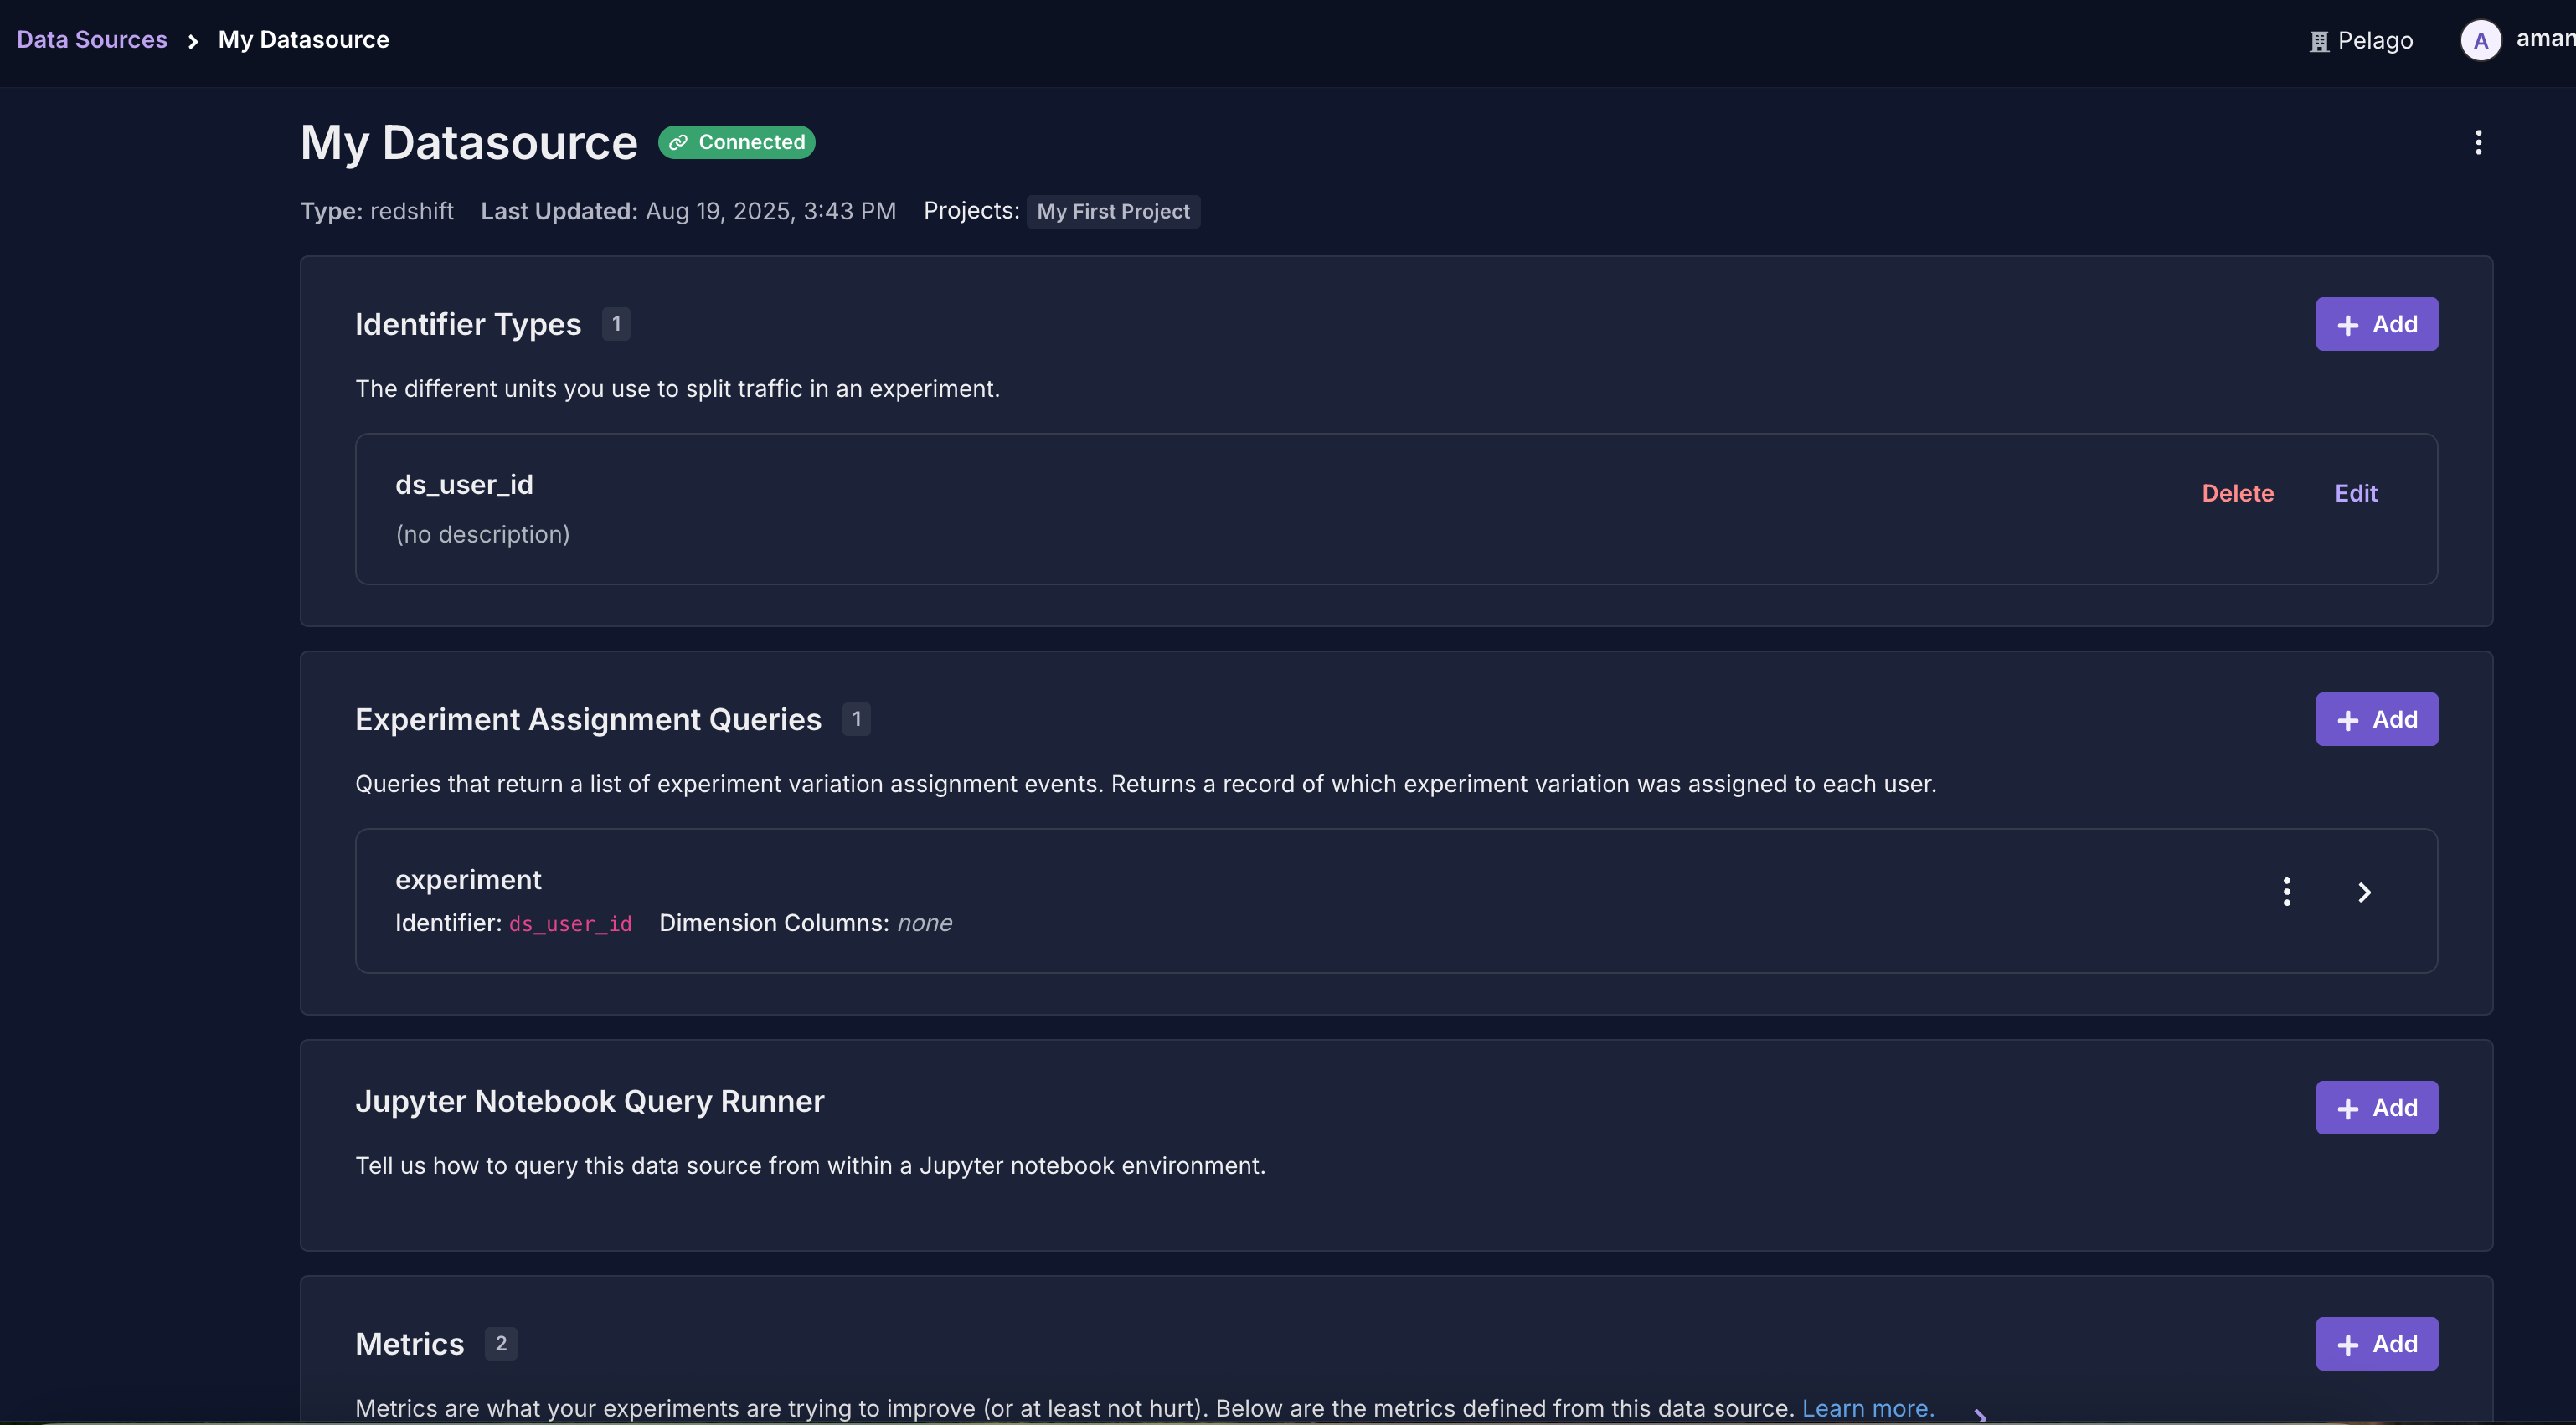 Data Sources > My Datasource
Pelago
A aman
My Datasource Connected
Type: redshift Last Updated: Aug 19, 2025, 3:43 PM Projects: My First Project
Identifier Types 1
+ Add
The different units you use to split traffic in an experiment.
ds_user_id
Delete Edit
(no description)
Experiment Assignment Queries 1
+ Add
Queries that return a list of experiment variation assignment events. Returns a record of which experiment variation was assigned to each user.
experiment
Identifier: ds_user_id Dimension Columns: none
Jupyter Notebook Query Runner
+ Add
Tell us how to query this data source from within a Jupyter notebook environment.
Metrics 2
+ Add
Metrics are what your experiments are trying to improve (or at least not hurt). Below are the metrics defined from this data source. Learn more.